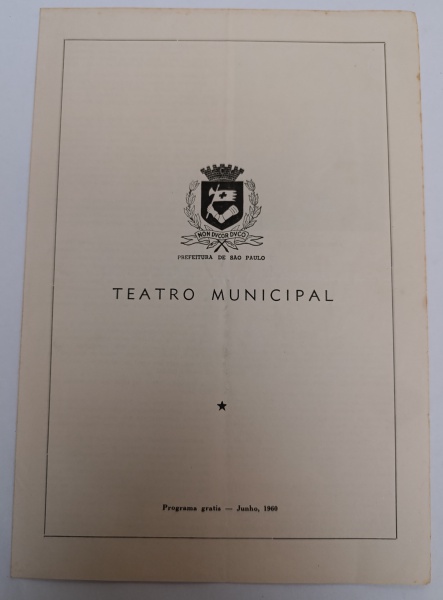 NON DVCOR DVCO
PREFEITURA DE SÃO PAULO
TEATRO MUNICIPAL
Programa gratis — Junho, 1960